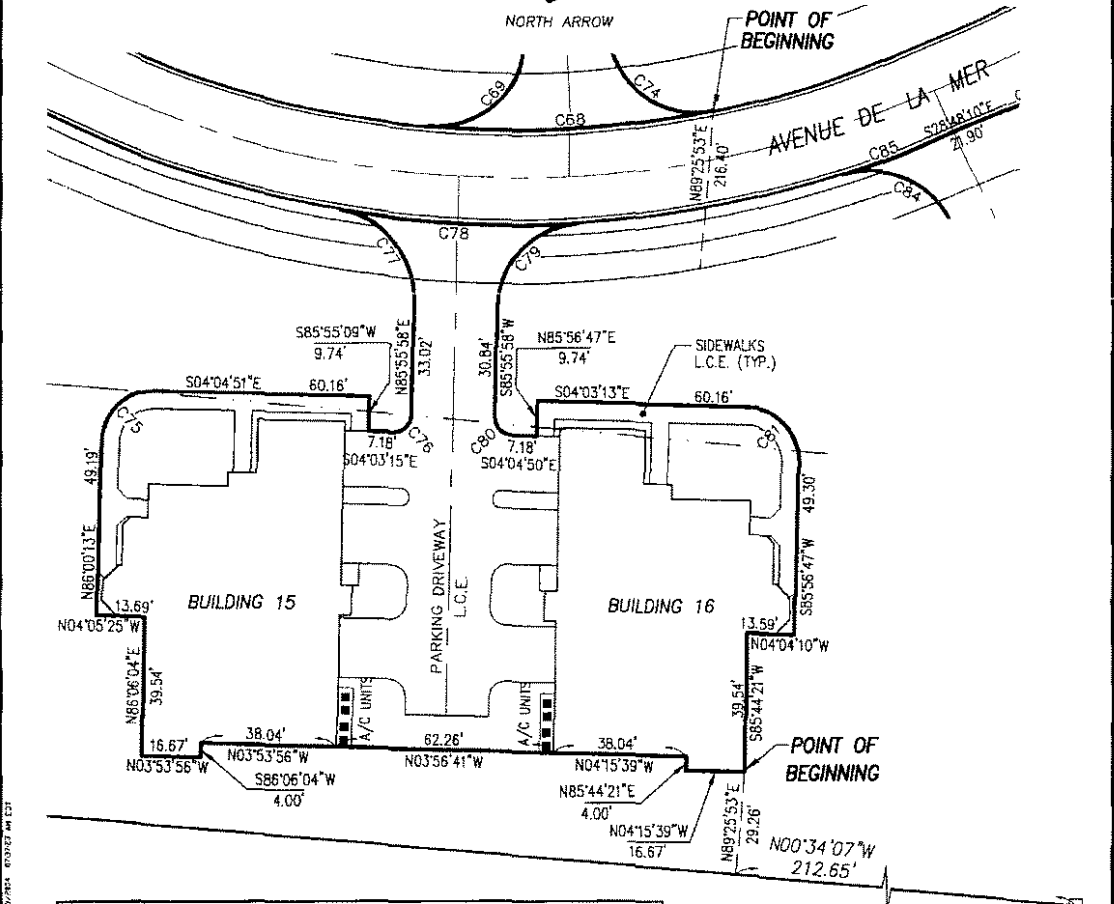 NORTH ARROW
POINT OF
BEGINNING
C69
C74
C68
AVENUE DE LA MER
N89°25'53"E
216.40'
S28°48'10"E
21.90'
C85
C84
C77
C78
C79
S85°55'09"W
9.74'
N85°55'58"E
33.02'
30.84'
S85°55'58"W
N85°56'47"E
9.74'
SIDEWALKS
L.C.E. (TYP.)
S04°04'51"E
60.16'
S04°03'13"E
60.16'
C75
7.18'
C76
S04°03'15"E
C80
7.18'
S04°04'50"E
C81
49.19'
N86°00'13"E
49.30'
S85°56'47"W
BUILDING 15
PARKING DRIVEWAY
L.C.E.
BUILDING 16
13.69'
N04°05'25"W
13.59'
N04°04'10"W
N86°06'04"E
39.54'
39.54'
S85°44'21"W
A/C UNITS
A/C UNITS
16.67'
N03°53'56"W
38.04'
N03°53'56"W
62.26'
N03°56'41"W
38.04'
N04°15'39"W
S86°06'04"W
4.00'
N85°44'21"E
4.00'
N04°15'39"W
16.67'
POINT OF
BEGINNING
N89°25'53"E
29.26'
N00°34'07"W
212.65'